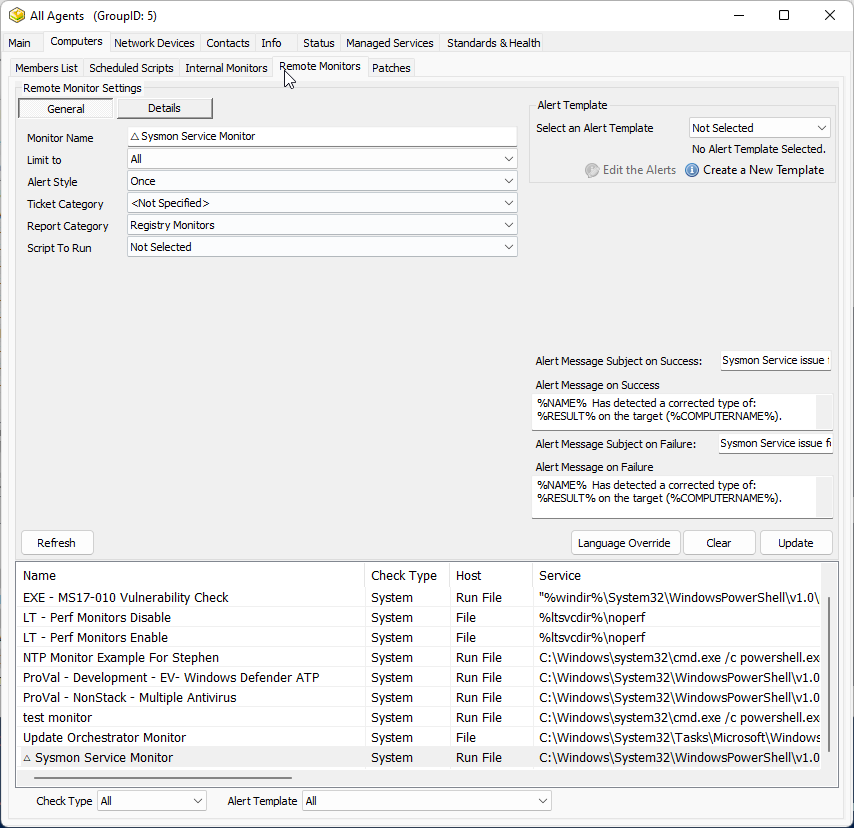 All Agents   (GroupID: 5)
Main Computers Network Devices Contacts Info Status Managed Services Standards & Health
Members List Scheduled Scripts Internal Monitors Remote Monitors Patches
Remote Monitor Settings
General Details
Monitor Name △ Sysmon Service Monitor
Limit to All
Alert Style Once
Ticket Category <Not Specified>
Report Category Registry Monitors
Script To Run Not Selected
Alert Template
Select an Alert Template Not Selected
No Alert Template Selected.
Edit the Alerts Create a New Template
Alert Message Subject on Success: Sysmon Service issue
Alert Message on Success
%NAME%  Has detected a corrected type of:
%RESULT% on the target (%COMPUTERNAME%).
Alert Message Subject on Failure: Sysmon Service issue f
Alert Message on Failure
%NAME%  Has detected a corrected type of:
%RESULT% on the target (%COMPUTERNAME%).
Refresh Language Override Clear Update
Name Check Type Host Service
EXE - MS17-010 Vulnerability Check System Run File "%windir%\System32\WindowsPowerShell\v1.0\
LT - Perf Monitors Disable System File %ltsvcdir%\noperf
LT - Perf Monitors Enable System File %ltsvcdir%\noperf
NTP Monitor Example For Stephen System Run File C:\Windows\system32\cmd.exe /c powershell.exe
ProVal - Development - EV- Windows Defender ATP System Run File C:\Windows\System32\WindowsPowerShell\v1.0
ProVal - NonStack - Multiple Antivirus System Run File C:\Windows\System32\WindowsPowerShell\v1.0
test monitor System Run File C:\Windows\system32\cmd.exe /c powershell.exe
Update Orchestrator Monitor System File C:\Windows\System32\Tasks\Microsoft\Windows
△ Sysmon Service Monitor System Run File C:\Windows\System32\WindowsPowerShell\v1.0
Check Type All Alert Template All